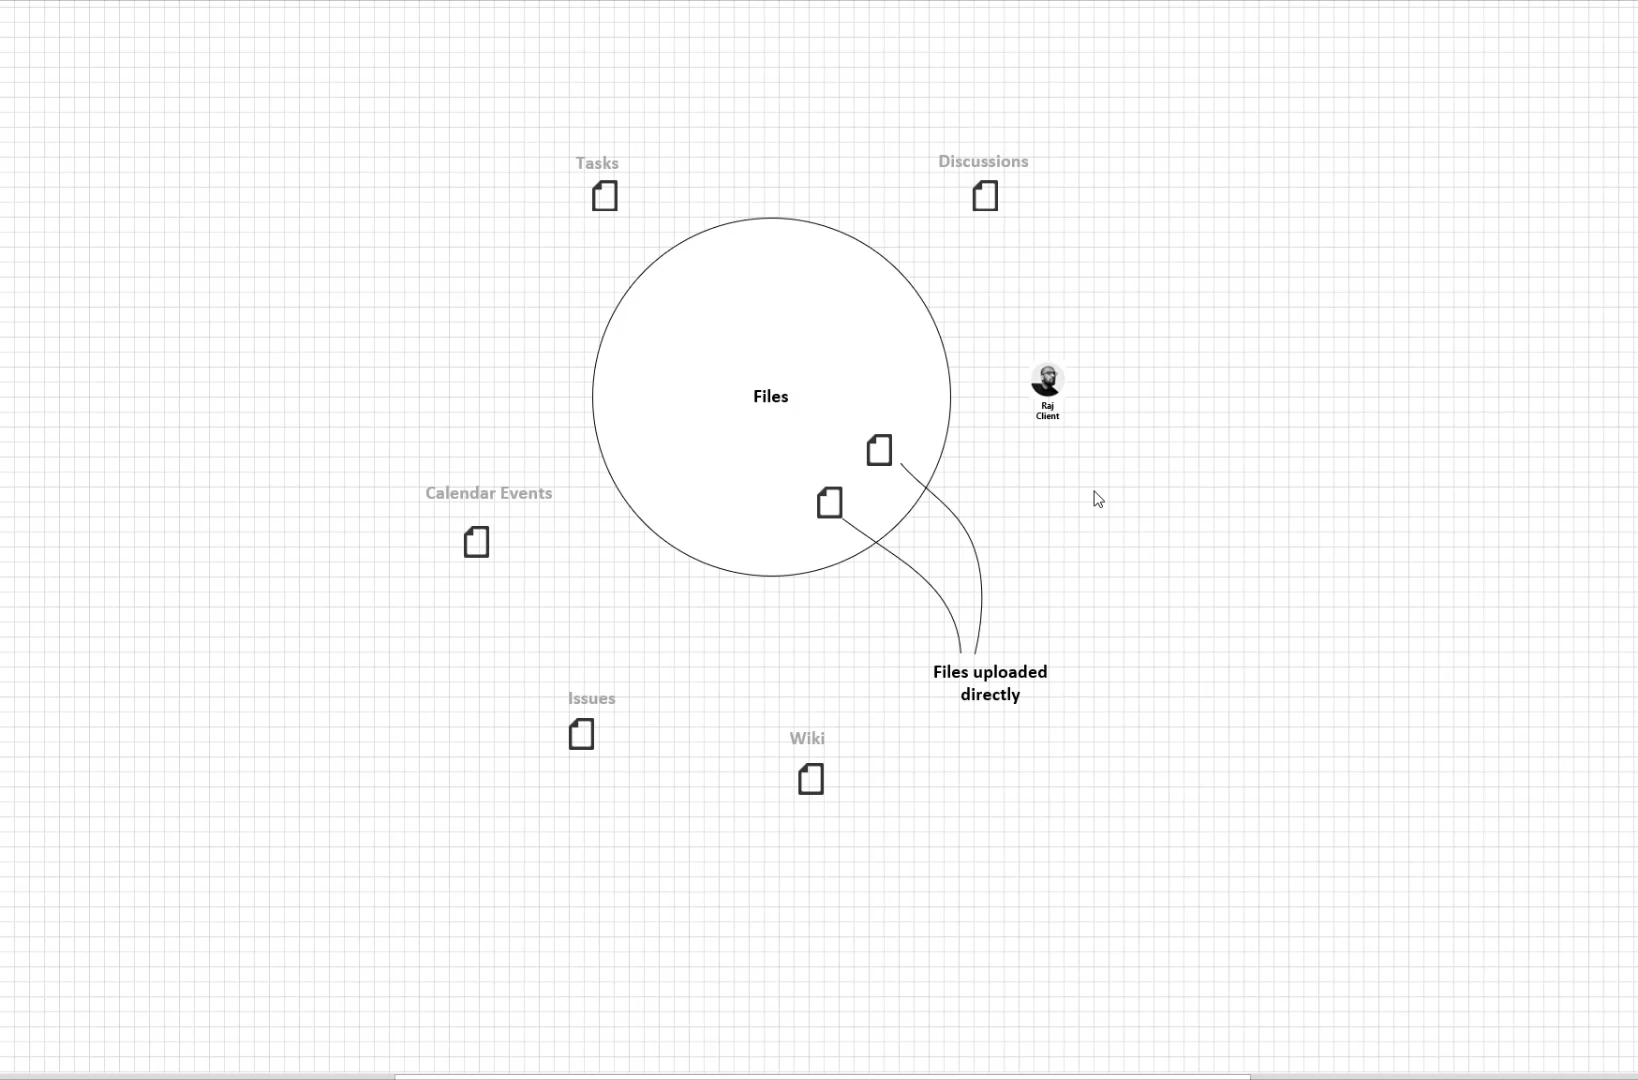 Tasks
Discussions
Files
Raj
Client
Calendar Events
Files uploaded
directly
Issues
Wiki